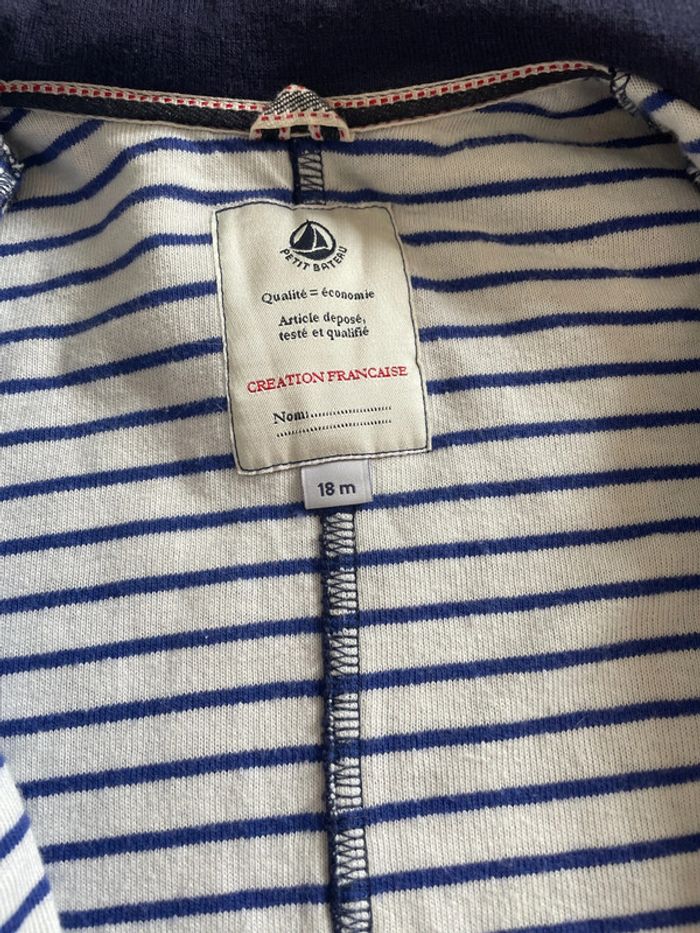 PETIT BATEAU
Qualité = économie
Article deposé,
testé et qualifié
CREATION FRANCAISE
Nom:......................
......................
18 m